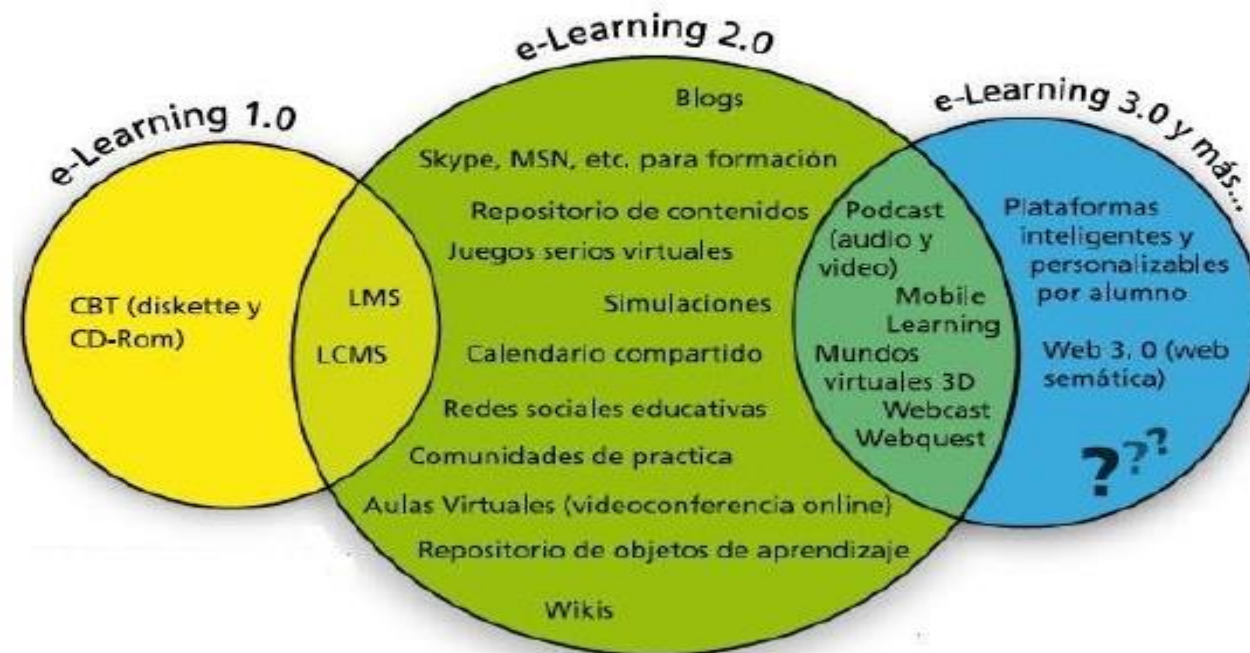 e-Learning 1.0
CBT (diskette y
CD-Rom)
LMS
LCMS
e-Learning 2.0
Blogs
Skype, MSN, etc. para formación
Repositorio de contenidos
Juegos serios virtuales
Simulaciones
Calendario compartido
Redes sociales educativas
Comunidades de practica
Aulas Virtuales (videoconferencia online)
Repositorio de objetos de aprendizaje
Wikis
Podcast
(audio y
video)
Mobile
Learning
Mundos
virtuales 3D
Webcast
Webquest
e-Learning 3.0 y más...
Plataformas
inteligentes y
personalizables
por alumno
Web 3. 0 (web
semática)
? ? ?